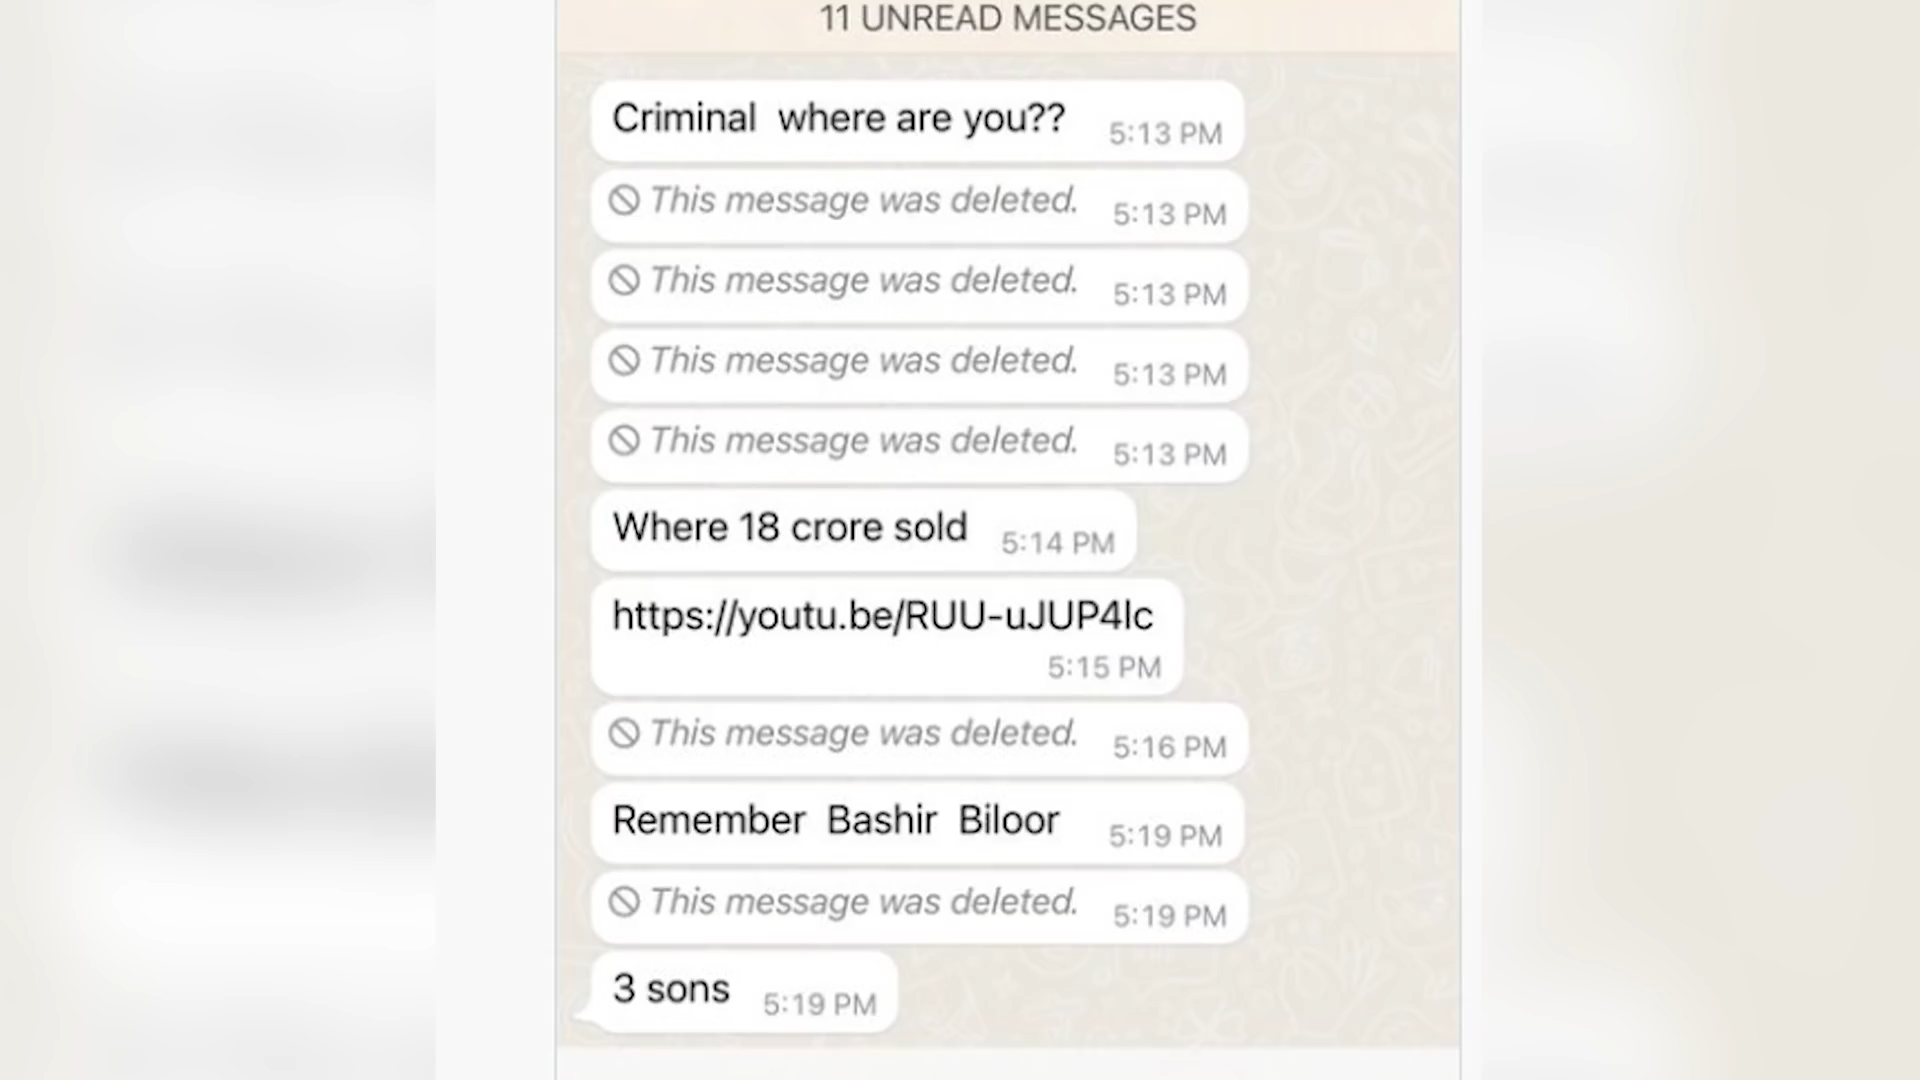 11 UNREAD MESSAGES
Criminal  where are you??
5:13 PM
This message was deleted.
5:13 PM
This message was deleted.
5:13 PM
This message was deleted.
5:13 PM
This message was deleted.
5:13 PM
Where 18 crore sold
5:14 PM
https://youtu.be/RUU-uJUP4lc
5:15 PM
This message was deleted.
5:16 PM
Remember  Bashir  Biloor
5:19 PM
This message was deleted.
5:19 PM
3 sons
5:19 PM